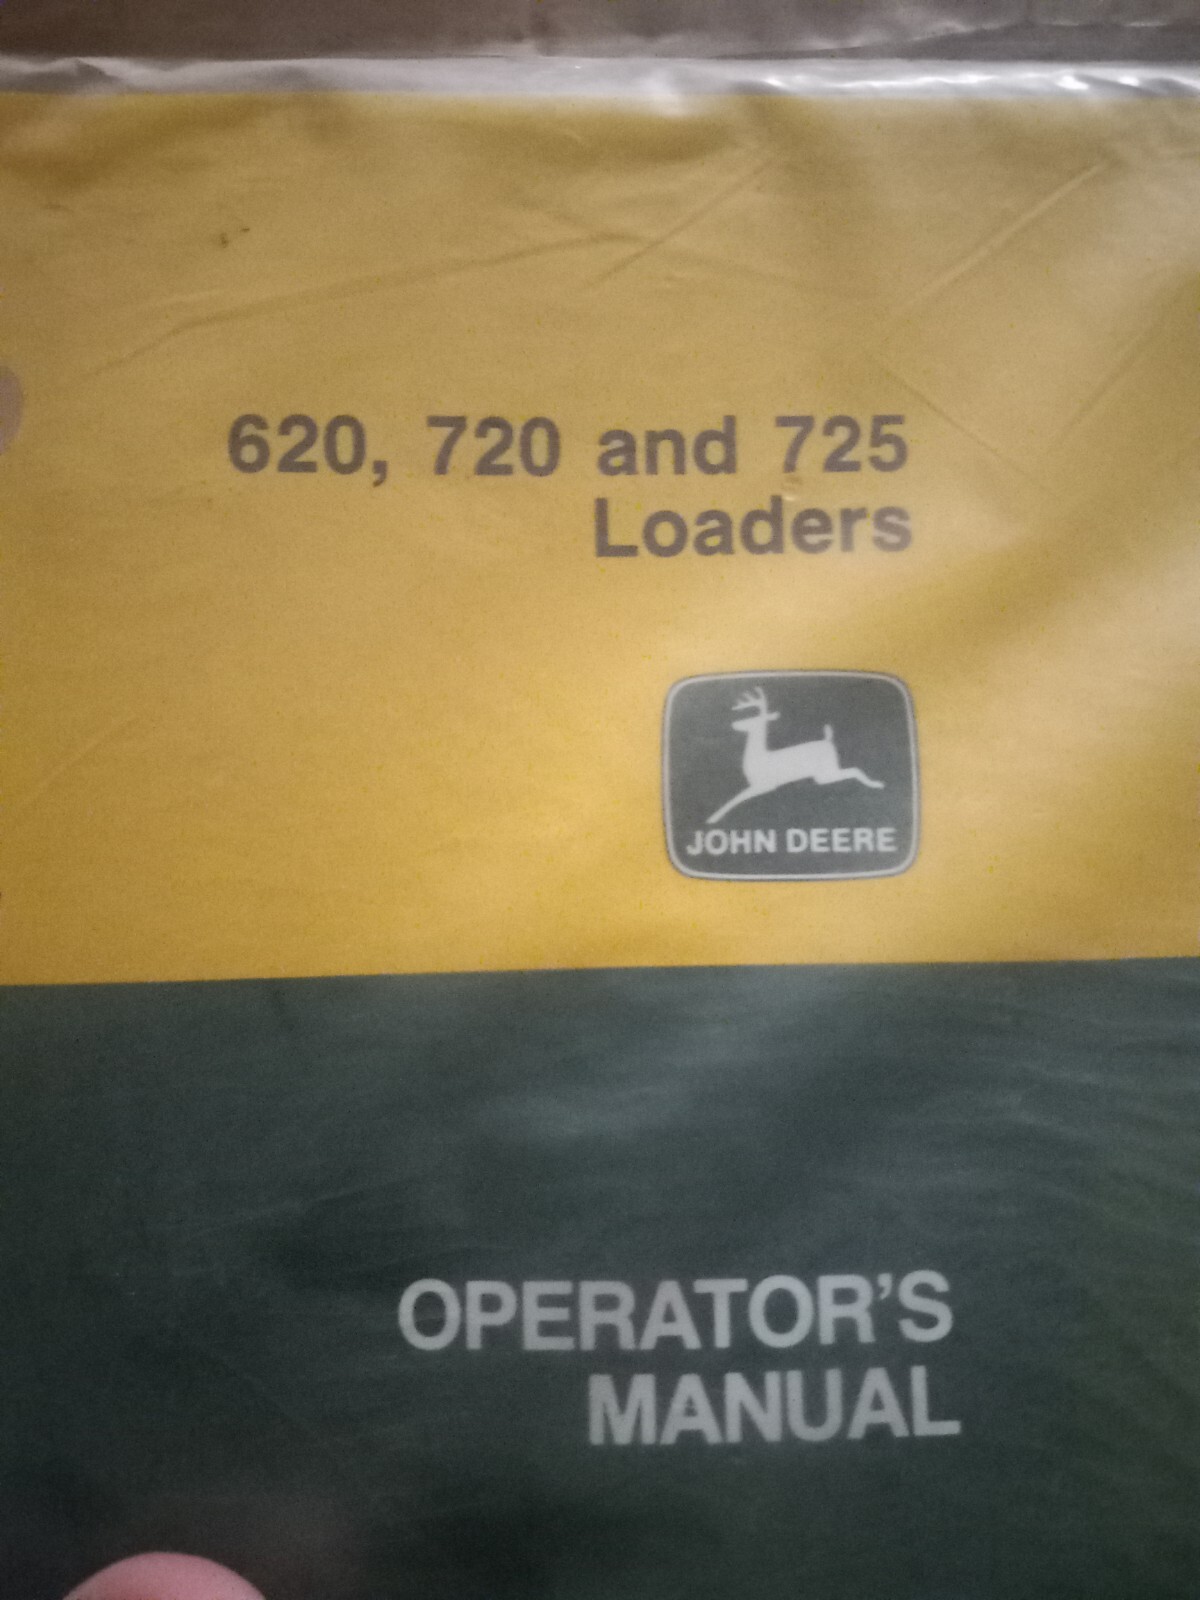 620, 720 and 725
Loaders
JOHN DEERE
OPERATOR'S
MANUAL